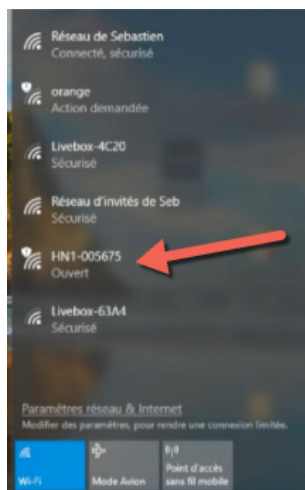 Réseau de Sebastien
Connecté, sécurisé
orange
Action demandée
Livebox-4C20
Sécurisé
Réseau d'invités de Seb
Sécurisé
HN1-005675
Ouvert
Livebox-63A4
Sécurisé
Paramètres réseau & Internet
Modifier des paramètres, pour rendre une connexion limitée.
Wi-Fi
Mode Avion
Point d'accès
sans fil mobile